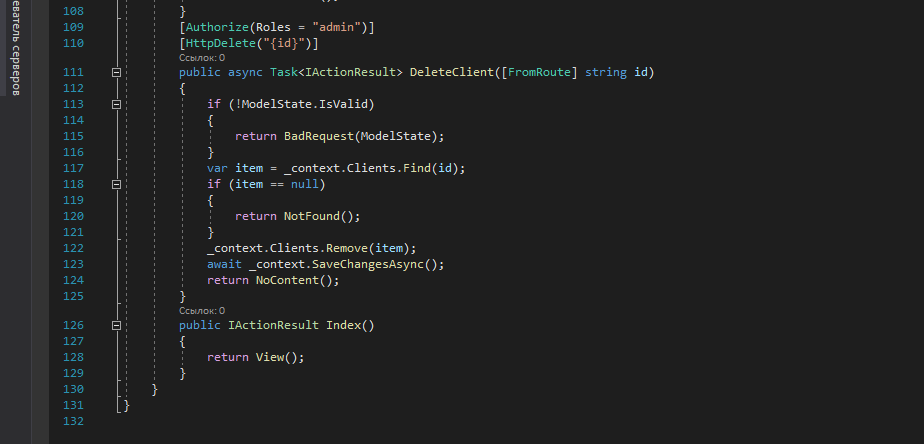 еватель серверов
108 }
109 [Authorize(Roles = "admin")]
110 [HttpDelete("{id}")]
Ссылок: 0
111 public async Task<IActionResult> DeleteClient([FromRoute] string id)
112 {
113 if (!ModelState.IsValid)
114 {
115 return BadRequest(ModelState);
116 }
117 var item = _context.Clients.Find(id);
118 if (item == null)
119 {
120 return NotFound();
121 }
122 _context.Clients.Remove(item);
123 await _context.SaveChangesAsync();
124 return NoContent();
125 }
Ссылок: 0
126 public IActionResult Index()
127 {
128 return View();
129 }
130 }
131 }
132